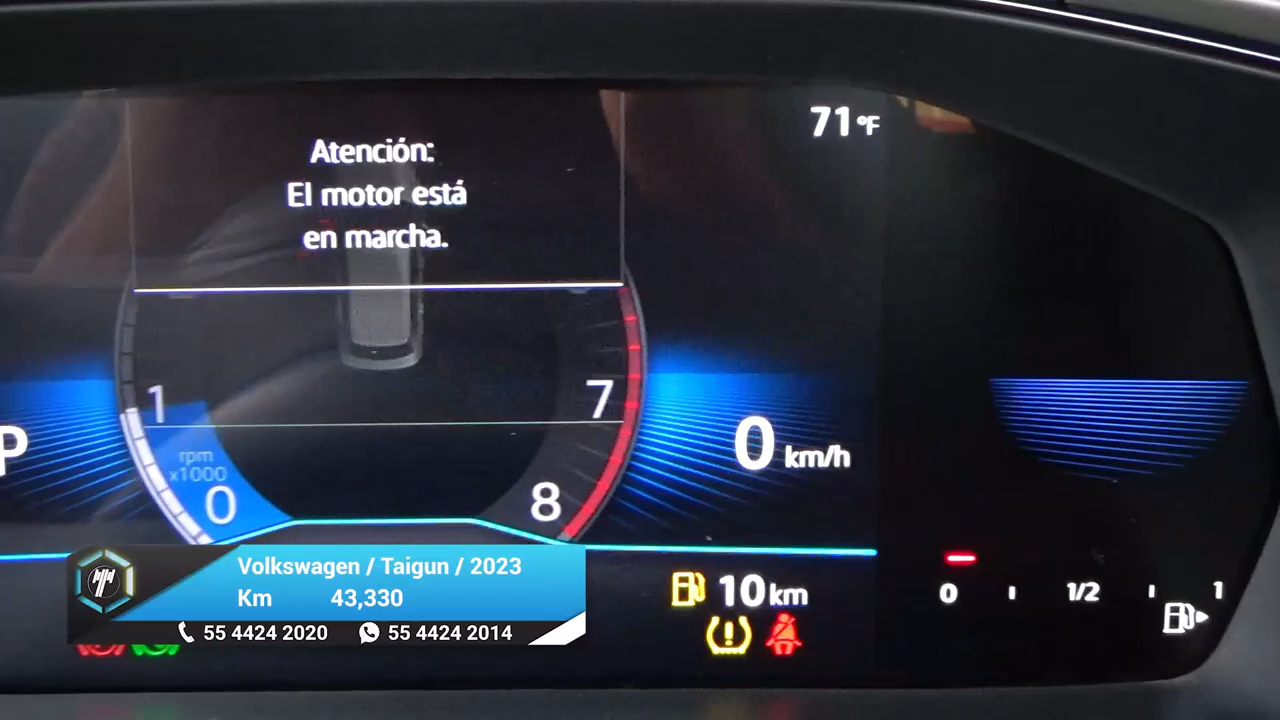 71°F
Atención:
El motor está
en marcha.
1
7
P
rpm
x1000
0 km/h
0
8
Volkswagen / Taigun / 2023
Km 43,330
10 km
0 1/2 1
55 4424 2020 55 4424 2014